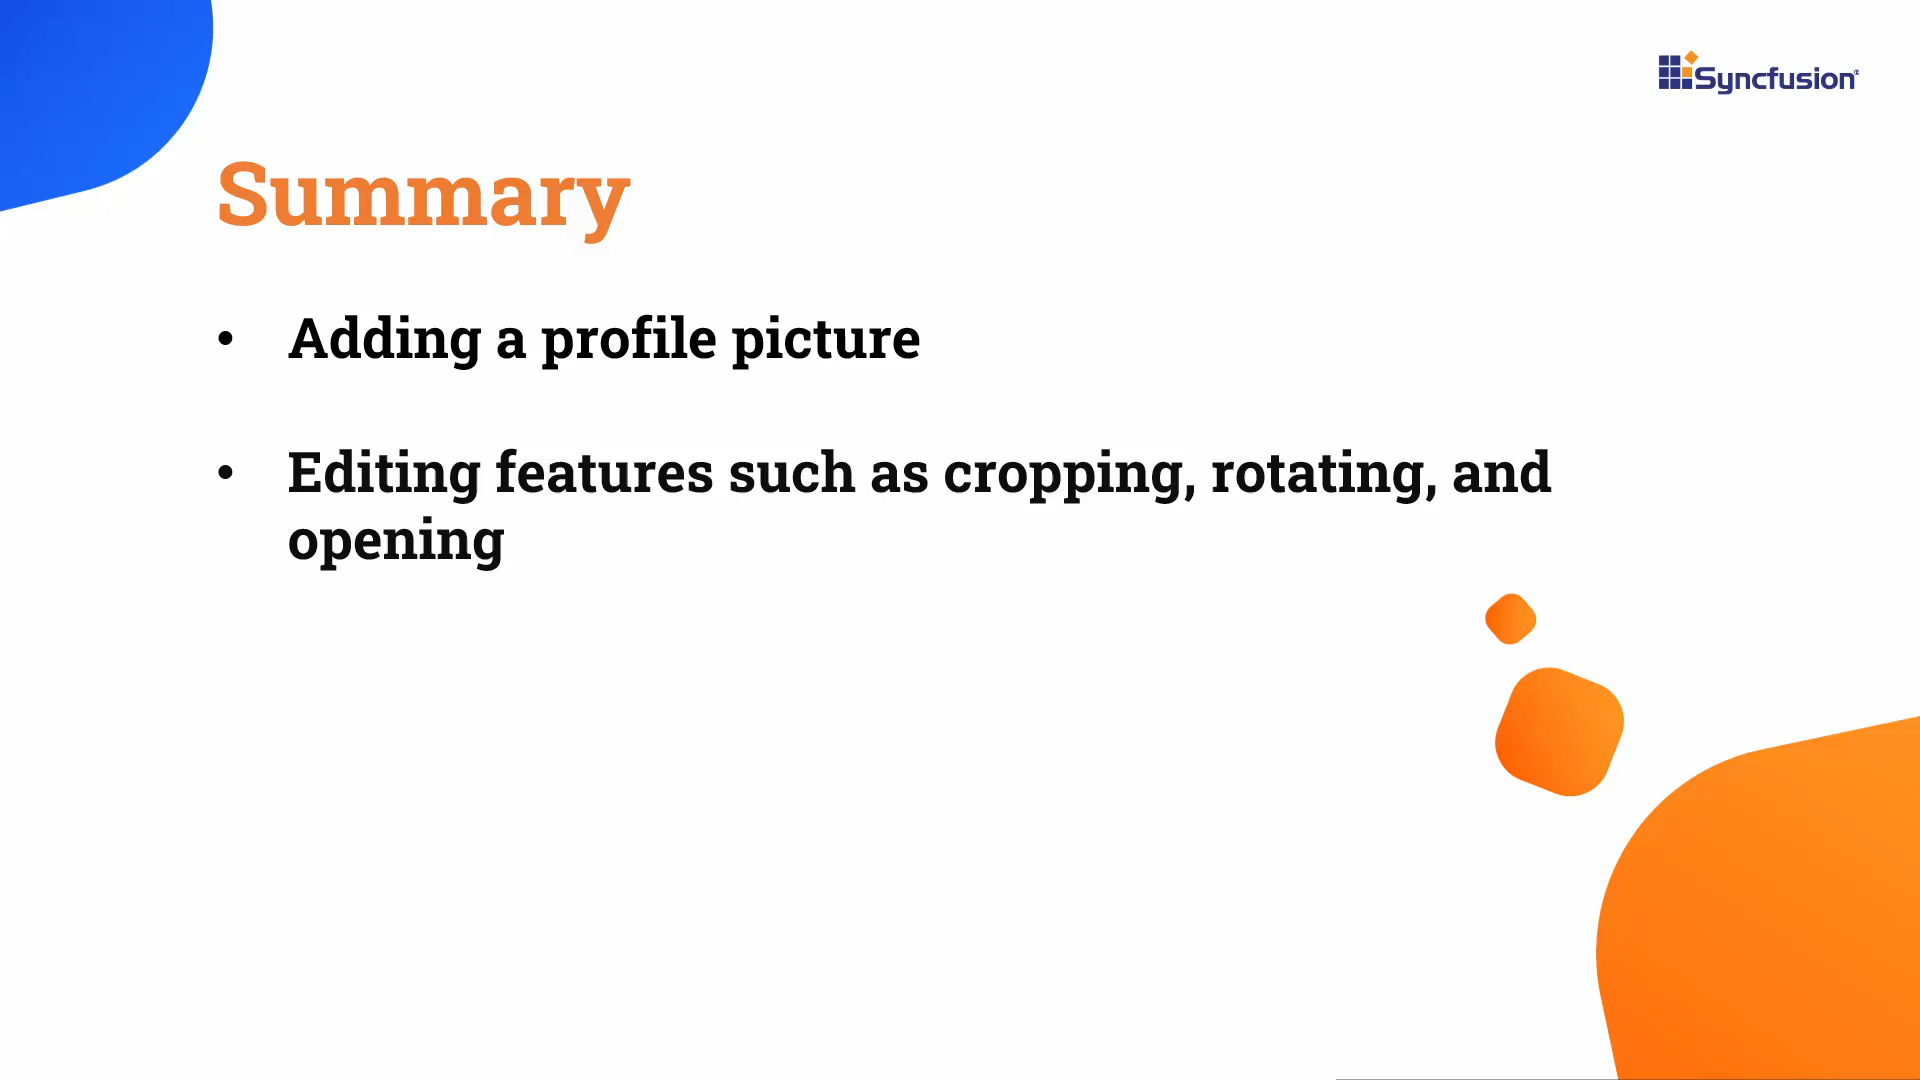 Syncfusion®
Summary
• Adding a profile picture
• Editing features such as cropping, rotating, and
opening